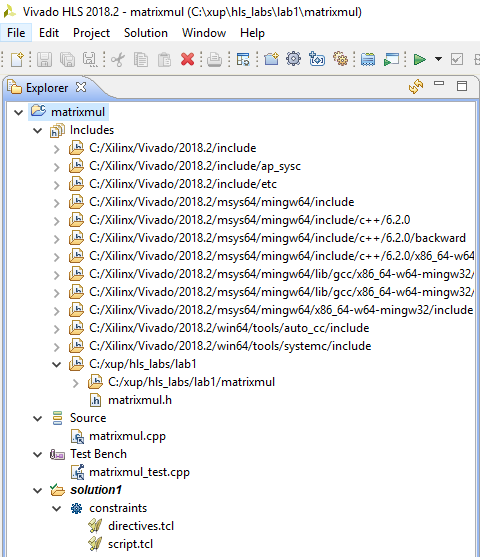 Vivado HLS 2018.2 - matrixmul (C:\xup\hls_labs\lab1\matrixmul)
File Edit Project Solution Window Help
Explorer
matrixmul
Includes
C:/Xilinx/Vivado/2018.2/include
C:/Xilinx/Vivado/2018.2/include/ap_sysc
C:/Xilinx/Vivado/2018.2/include/etc
C:/Xilinx/Vivado/2018.2/msys64/mingw64/include
C:/Xilinx/Vivado/2018.2/msys64/mingw64/include/c++/6.2.0
C:/Xilinx/Vivado/2018.2/msys64/mingw64/include/c++/6.2.0/backward
C:/Xilinx/Vivado/2018.2/msys64/mingw64/include/c++/6.2.0/x86_64-w64
C:/Xilinx/Vivado/2018.2/msys64/mingw64/lib/gcc/x86_64-w64-mingw32/
C:/Xilinx/Vivado/2018.2/msys64/mingw64/lib/gcc/x86_64-w64-mingw32/
C:/Xilinx/Vivado/2018.2/msys64/mingw64/x86_64-w64-mingw32/include
C:/Xilinx/Vivado/2018.2/win64/tools/auto_cc/include
C:/Xilinx/Vivado/2018.2/win64/tools/systemc/include
C:/xup/hls_labs/lab1
C:/xup/hls_labs/lab1/matrixmul
matrixmul.h
Source
matrixmul.cpp
Test Bench
matrixmul_test.cpp
solution1
constraints
directives.tcl
script.tcl